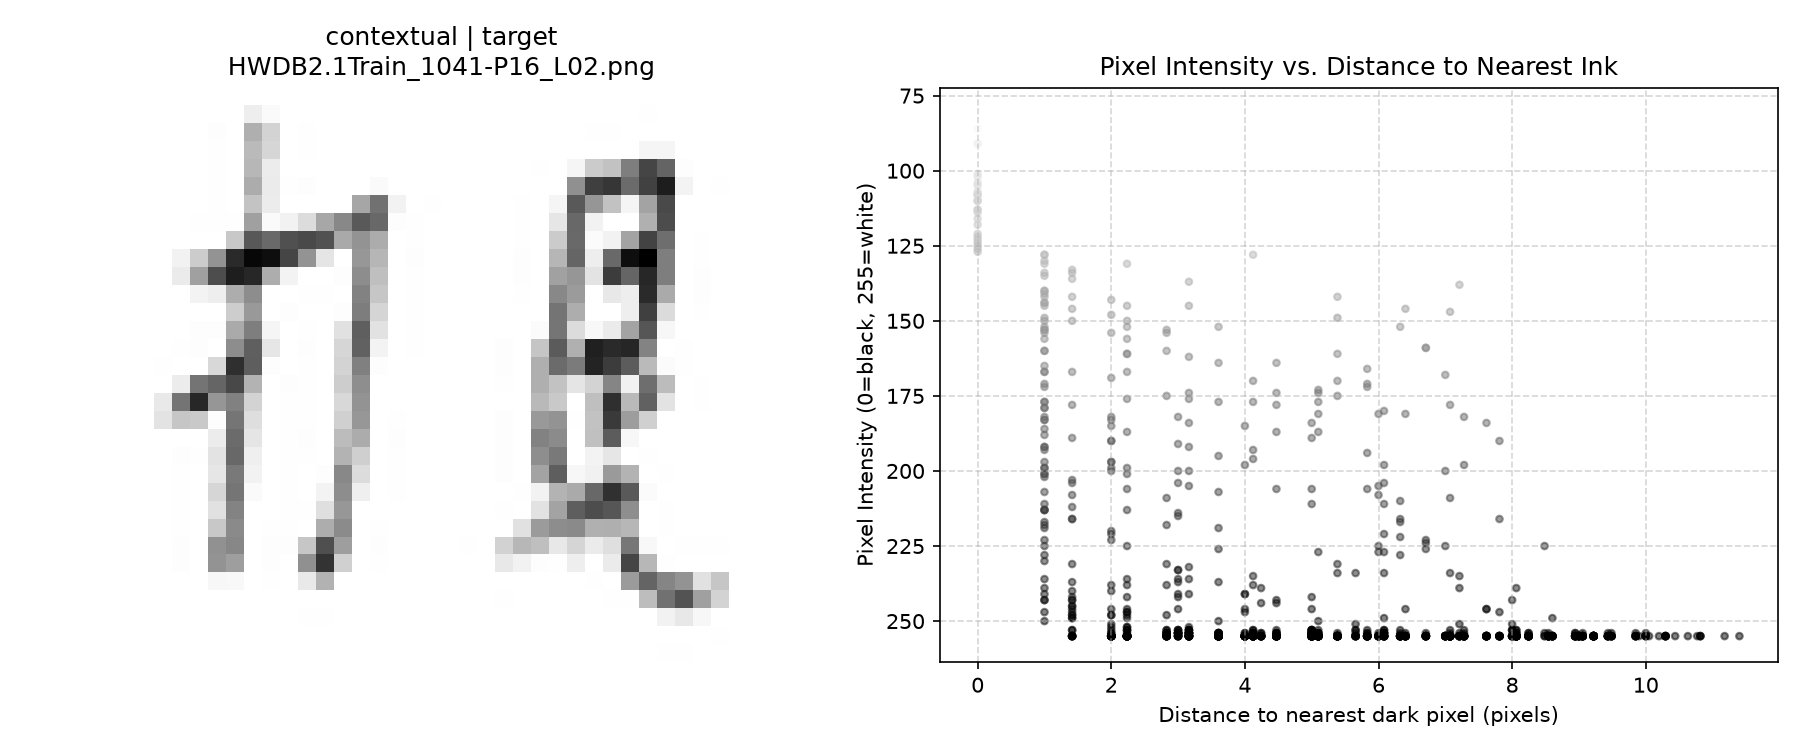 contextual | target
HWDB2.1Train_1041-P16_L02.png
Pixel Intensity vs. Distance to Nearest Ink
Pixel Intensity (0=black, 255=white)
75
100
125
150
175
200
225
250
0 2 4 6 8 10
Distance to nearest dark pixel (pixels)